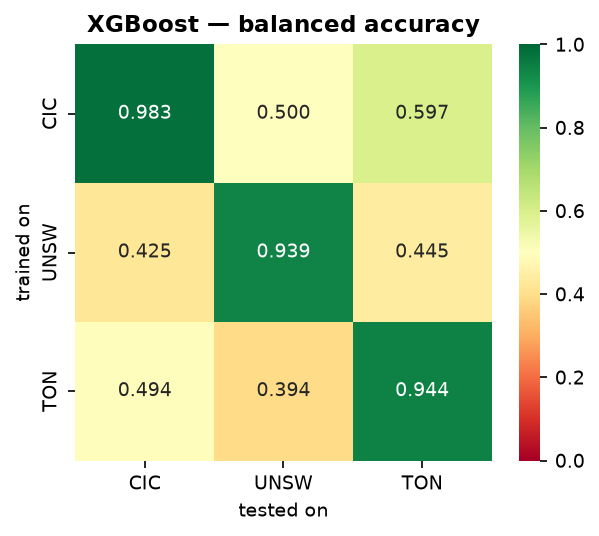 XGBoost — balanced accuracy
CIC 0.983 0.500 0.597
UNSW 0.425 0.939 0.445
TON 0.494 0.394 0.944
trained on
CIC UNSW TON
tested on
1.0
0.8
0.6
0.4
0.2
0.0